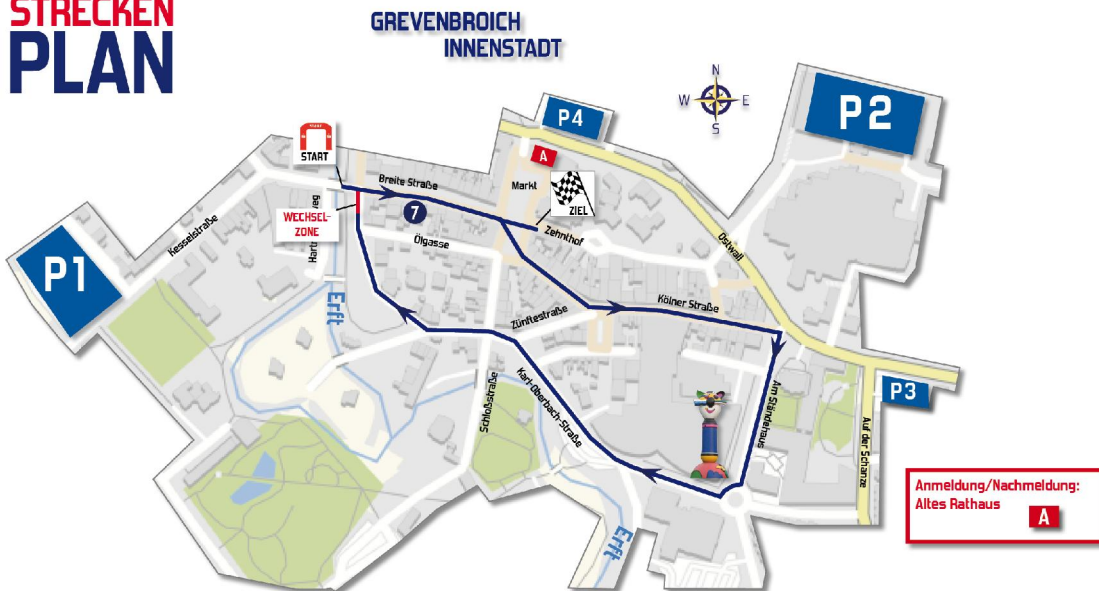 STRECKEN
PLAN
GREVENBROICH
INNENSTADT
N
W E
S
P4
P2
A
START
START
Breite Straße
Markt
ZIEL
7
WECHSEL-
ZONE
Kesselstraße
Ölgasse
Zehnthof
Ostwall
P1
Erft
Zünftestraße
Kölner Straße
Karl-Oberbach-Straße
Schloßstraße
Am Ständehaus
P3
Auf der Schanze
Erft
Anmeldung/Nachmeldung:
Altes Rathaus
A